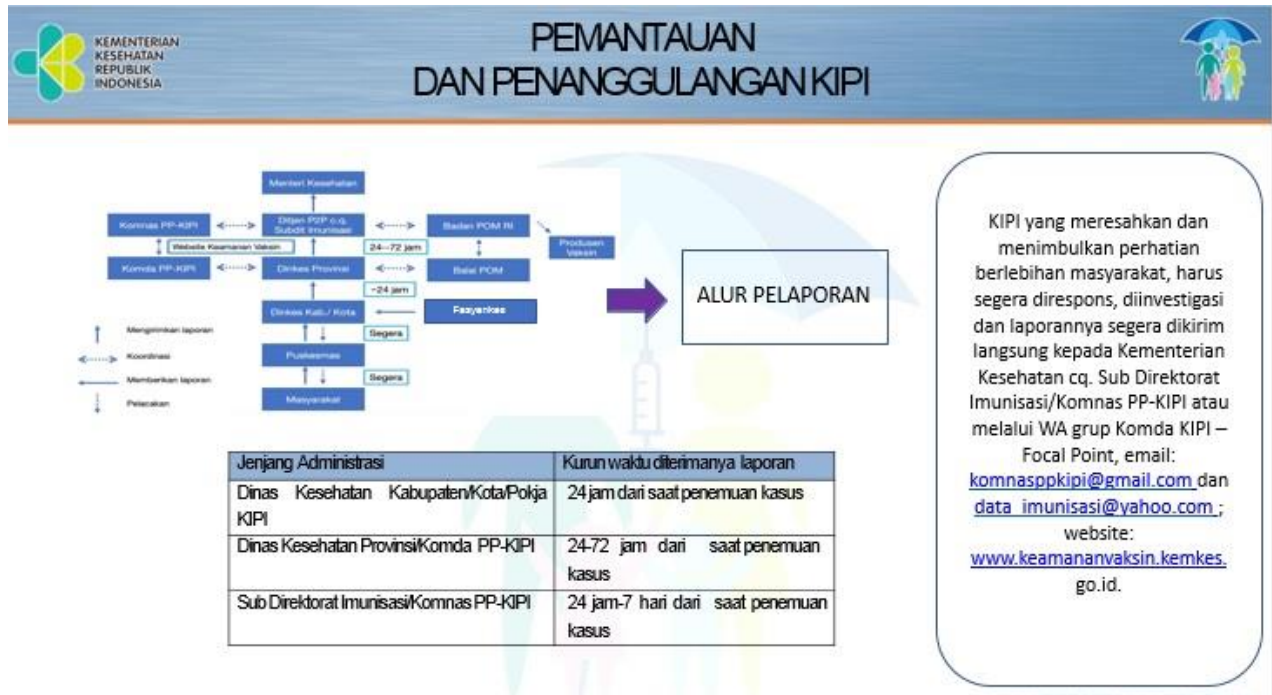 KEMENTERIAN
KESEHATAN
REPUBLIK
INDONESIA
PEMANTAUAN
DAN PENANGGULANGAN KIPI
Menteri Kesehatan
Komnas PP-KIPI
Ditjen P2P c.q.
Subdit Imunisasi
Badan POM RI
Website Keamanan Vaksin
24--72 jam
Produsen
Vaksin
Komda PP-KIPI
Dinkes Provinsi
Balai POM
~24 jam
Dinkes Kab./ Kota
Fasyankes
Segera
Puskesmas
Segera
Masyarakat
Mengirimkan laporan
Koordinasi
Memberikan laporan
Pelacakan
ALUR PELAPORAN
Jenjang Administrasi
Kurun waktu diterimanya laporan
Dinas Kesehatan Kabupaten/Kota/Pokja
KIPI
24 jam dari saat penemuan kasus
Dinas Kesehatan Provinsi/Komda PP-KIPI
24-72 jam dari saat penemuan
kasus
Sub Direktorat Imunisasi/Komnas PP-KIPI
24 jam-7 hari dari saat penemuan
kasus
KIPI yang meresahkan dan
menimbulkan perhatian
berlebihan masyarakat, harus
segera direspons, diinvestigasi
dan laporannya segera dikirim
langsung kepada Kementerian
Kesehatan cq. Sub Direktorat
Imunisasi/Komnas PP-KIPI atau
melalui WA grup Komda KIPI –
Focal Point, email:
komnasppkipi@gmail.com dan
data_imunisasi@yahoo.com ;
website:
www.keamananvaksin.kemkes.
go.id.